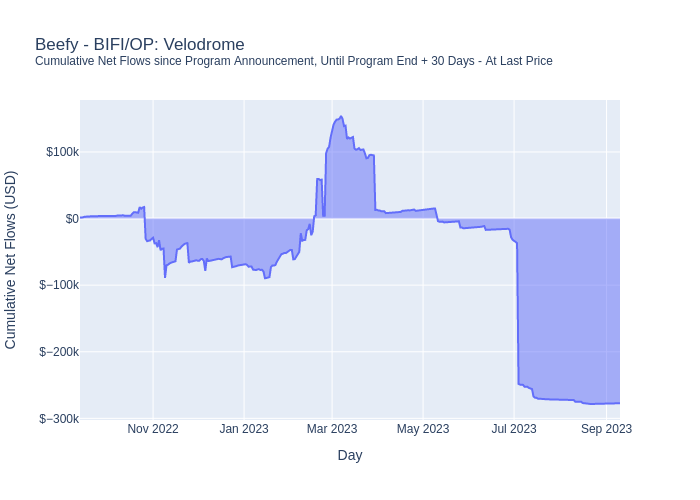 Beefy - BIFI/OP: Velodrome
Cumulative Net Flows since Program Announcement, Until Program End + 30 Days - At Last Price
Cumulative Net Flows (USD)
$100k
$0
$−100k
$−200k
$−300k
Nov 2022
Jan 2023
Mar 2023
May 2023
Jul 2023
Sep 2023
Day